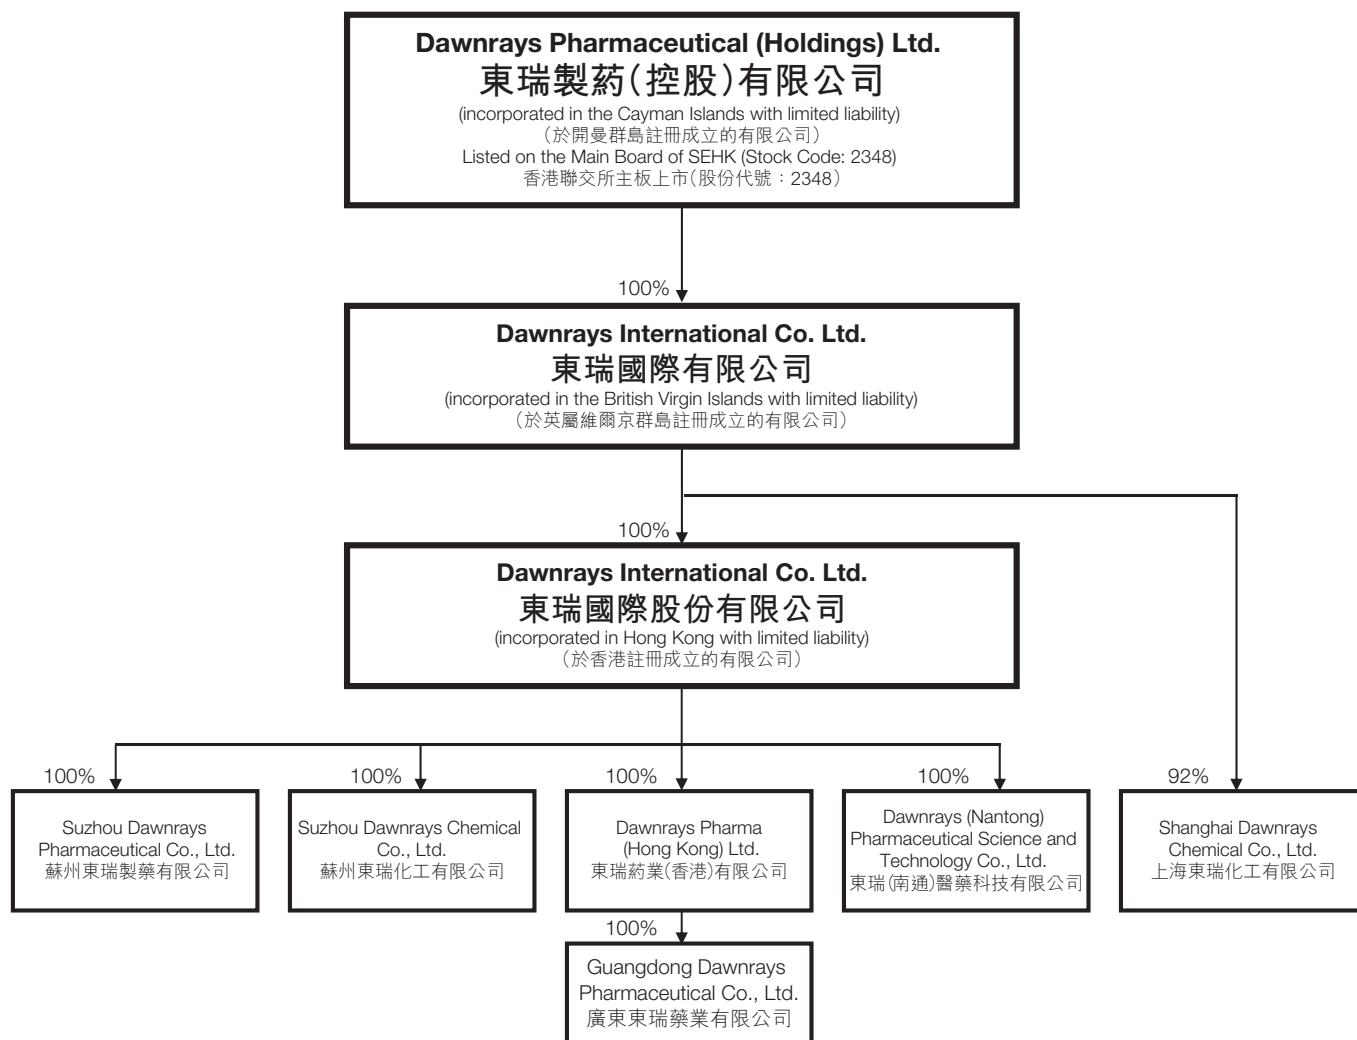 Dawnrays Pharmaceutical (Holdings) Ltd.
東瑞製葯(控股)有限公司
(incorporated in the Cayman Islands with limited liability)
(於開曼群島註冊成立的有限公司)
Listed on the Main Board of SEHK (Stock Code: 2348)
香港聯交所主板上市(股份代號：2348)
100%
Dawnrays International Co. Ltd.
東瑞國際有限公司
(incorporated in the British Virgin Islands with limited liability)
(於英屬維爾京群島註冊成立的有限公司)
100%
Dawnrays International Co. Ltd.
東瑞國際股份有限公司
(incorporated in Hong Kong with limited liability)
(於香港註冊成立的有限公司)
100%
Suzhou Dawnrays
Pharmaceutical Co., Ltd.
蘇州東瑞製藥有限公司
100%
Suzhou Dawnrays Chemical
Co., Ltd.
蘇州東瑞化工有限公司
100%
Dawnrays Pharma
(Hong Kong) Ltd.
東瑞葯業(香港)有限公司
100%
Dawnrays (Nantong)
Pharmaceutical Science and
Technology Co., Ltd.
東瑞(南通)醫藥科技有限公司
92%
Shanghai Dawnrays
Chemical Co., Ltd.
上海東瑞化工有限公司
100%
Guangdong Dawnrays
Pharmaceutical Co., Ltd.
廣東東瑞藥業有限公司